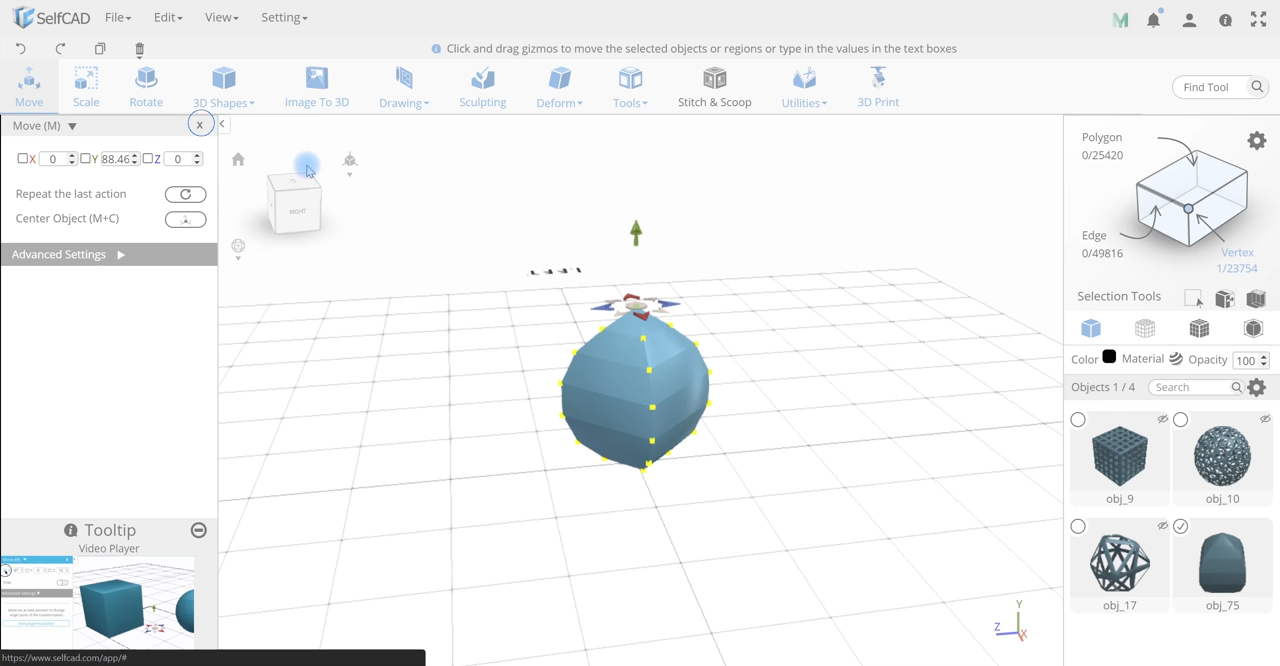 SelfCAD File Edit View Setting
Click and drag gizmos to move the selected objects or regions or type in the values in the text boxes
Move Scale Rotate 3D Shapes Image To 3D Drawing Sculpting Deform Tools Stitch & Scoop Utilities 3D Print Find Tool
Move (M) x
X 0 Y 88.46 Z 0
Repeat the last action
Center Object (M+C)
Advanced Settings
RIGHT
Polygon
0/25420
Edge
0/49816
Vertex
1/23754
Selection Tools
Color Material Opacity 100
Objects 1 / 4 Search
obj_9 obj_10
obj_17 obj_75
Tooltip
Video Player
Y
Z X
https://www.selfcad.com/app/#